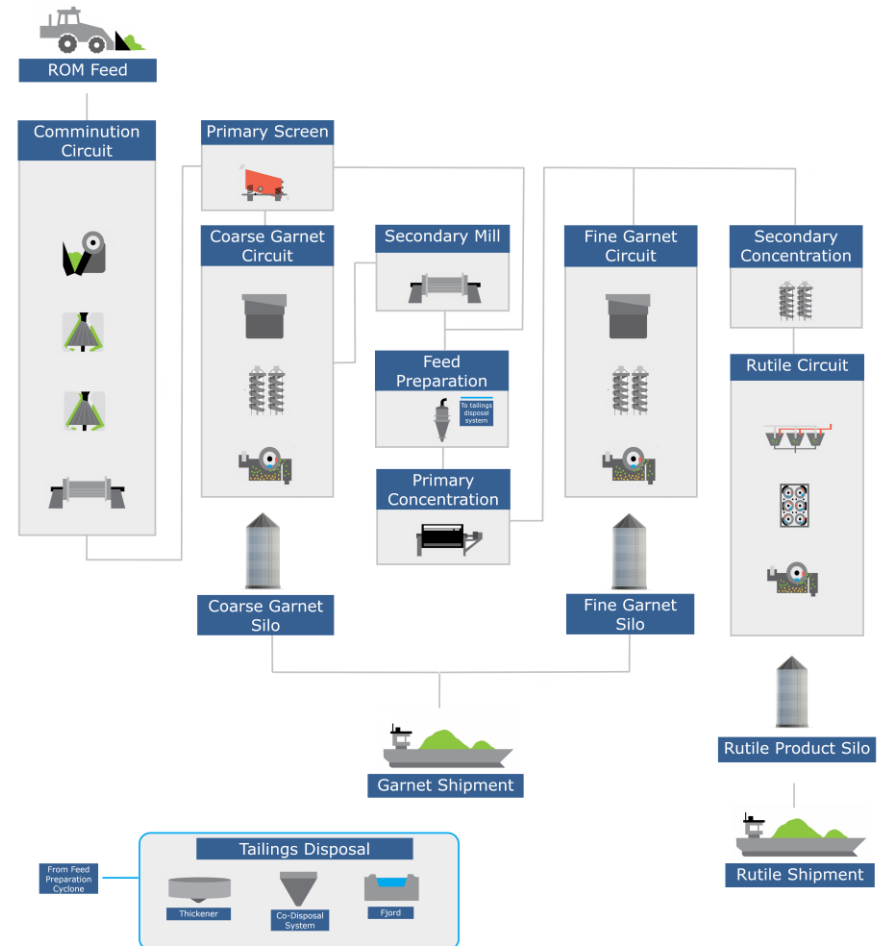 ROM Feed
Comminution
Circuit
Primary Screen
Coarse Garnet
Circuit
Secondary Mill
Fine Garnet
Circuit
Secondary
Concentration
Feed
Preparation
To tailings
disposal
system
Rutile Circuit
Primary
Concentration
Coarse Garnet
Silo
Fine Garnet
Silo
Rutile Product Silo
Garnet Shipment
Rutile Shipment
Tailings Disposal
From Feed
Preparation
Cyclone
Thickener
Co-Disposal
System
Fjord